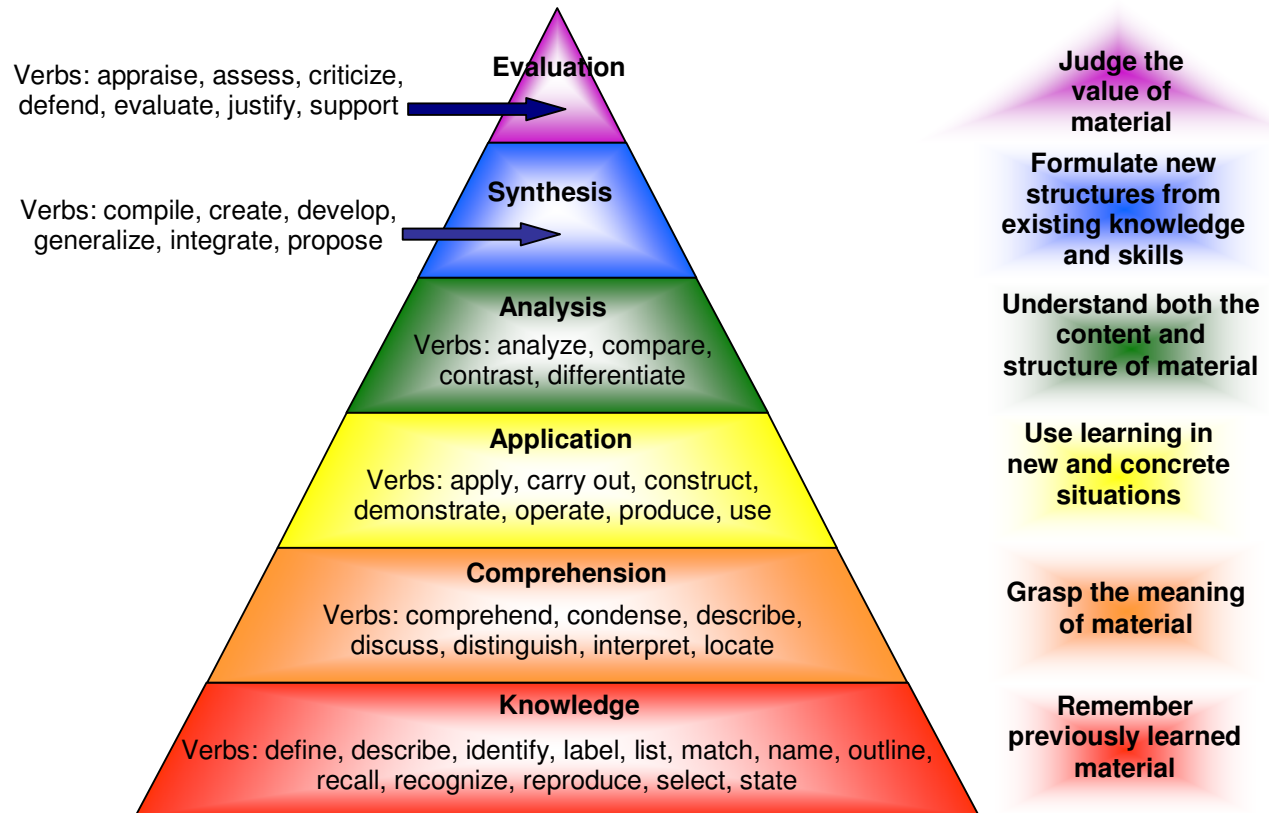 Evaluation
Verbs: appraise, assess, criticize,
defend, evaluate, justify, support
Judge the
value of
material
Synthesis
Verbs: compile, create, develop,
generalize, integrate, propose
Formulate new
structures from
existing knowledge
and skills
Analysis
Verbs: analyze, compare,
contrast, differentiate
Understand both the
content and
structure of material
Application
Verbs: apply, carry out, construct,
demonstrate, operate, produce, use
Use learning in
new and concrete
situations
Comprehension
Verbs: comprehend, condense, describe,
discuss, distinguish, interpret, locate
Grasp the meaning
of material
Knowledge
Verbs: define, describe, identify, label, list, match, name, outline,
recall, recognize, reproduce, select, state
Remember
previously learned
material